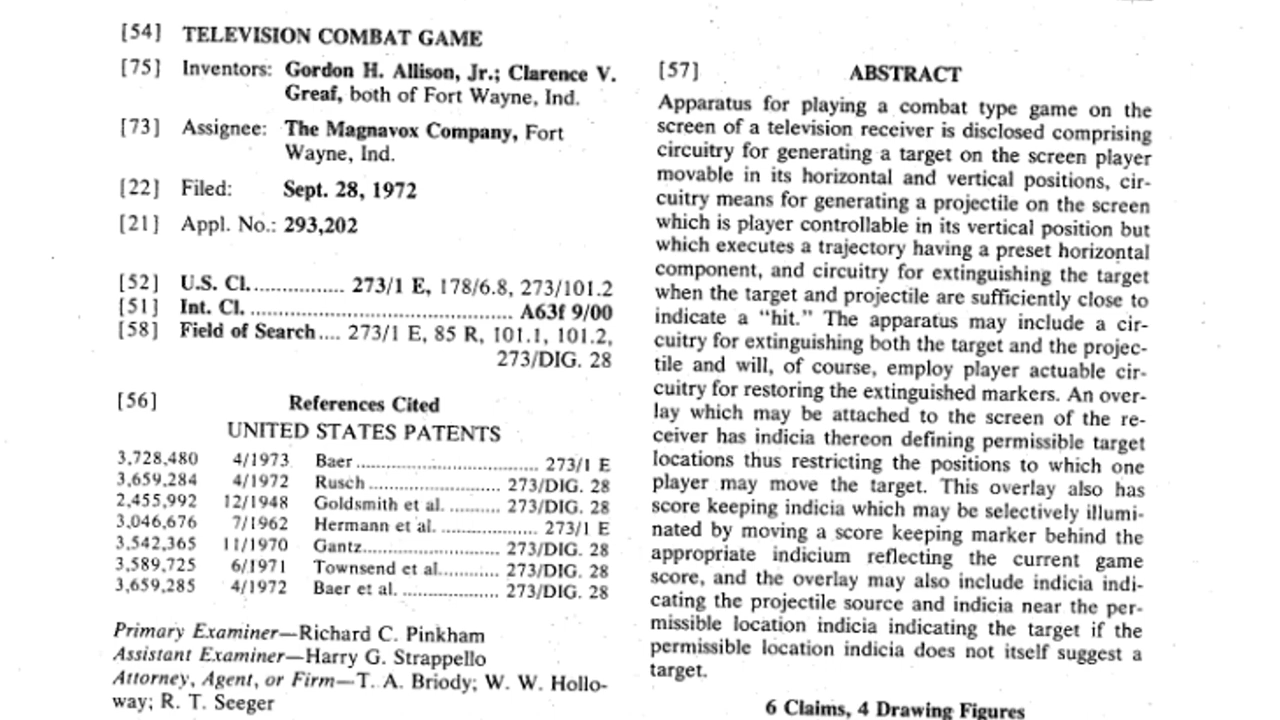 [54] TELEVISION COMBAT GAME
[75] Inventors: Gordon H. Allison, Jr.; Clarence V.
Greaf, both of Fort Wayne, Ind.
[73] Assignee: The Magnavox Company, Fort
Wayne, Ind.
[22] Filed: Sept. 28, 1972
[21] Appl. No.: 293,202
[52] U.S. Cl................. 273/1 E, 178/6.8, 273/101.2
[51] Int. Cl. ................................................ A63f 9/00
[58] Field of Search.... 273/1 E, 85 R, 101.1, 101.2,
273/DIG. 28
[56] References Cited
UNITED STATES PATENTS
3,728,480 4/1973 Baer ................................... 273/1 E
3,659,284 4/1972 Rusch ......................... 273/DIG. 28
2,455,992 12/1948 Goldsmith et al. .......... 273/DIG. 28
3,046,676 7/1962 Hermann et al. .................. 273/1 E
3,542,365 11/1970 Gantz.......................... 273/DIG. 28
3,589,725 6/1971 Townsend et al............ 273/DIG. 28
3,659,285 4/1972 Baer et al. ................... 273/DIG. 28
Primary Examiner—Richard C. Pinkham
Assistant Examiner—Harry G. Strappello
Attorney, Agent, or Firm—T. A. Briody; W. W. Hollo-
way; R. T. Seeger
[57] ABSTRACT
Apparatus for playing a combat type game on the
screen of a television receiver is disclosed comprising
circuitry for generating a target on the screen player
movable in its horizontal and vertical positions, cir-
cuitry means for generating a projectile on the screen
which is player controllable in its vertical position but
which executes a trajectory having a preset horizontal
component, and circuitry for extinguishing the target
when the target and projectile are sufficiently close to
indicate a "hit." The apparatus may include a cir-
cuitry for extinguishing both the target and the projec-
tile and will, of course, employ player actuable cir-
cuitry for restoring the extinguished markers. An over-
lay which may be attached to the screen of the re-
ceiver has indicia thereon defining permissible target
locations thus restricting the positions to which one
player may move the target. This overlay also has
score keeping indicia which may be selectively illumi-
nated by moving a score keeping marker behind the
appropriate indicium reflecting the current game
score, and the overlay may also include indicia indi-
cating the projectile source and indicia near the per-
missible location indicia indicating the target if the
permissible location indicia does not itself suggest a
target.
6 Claims, 4 Drawing Figures